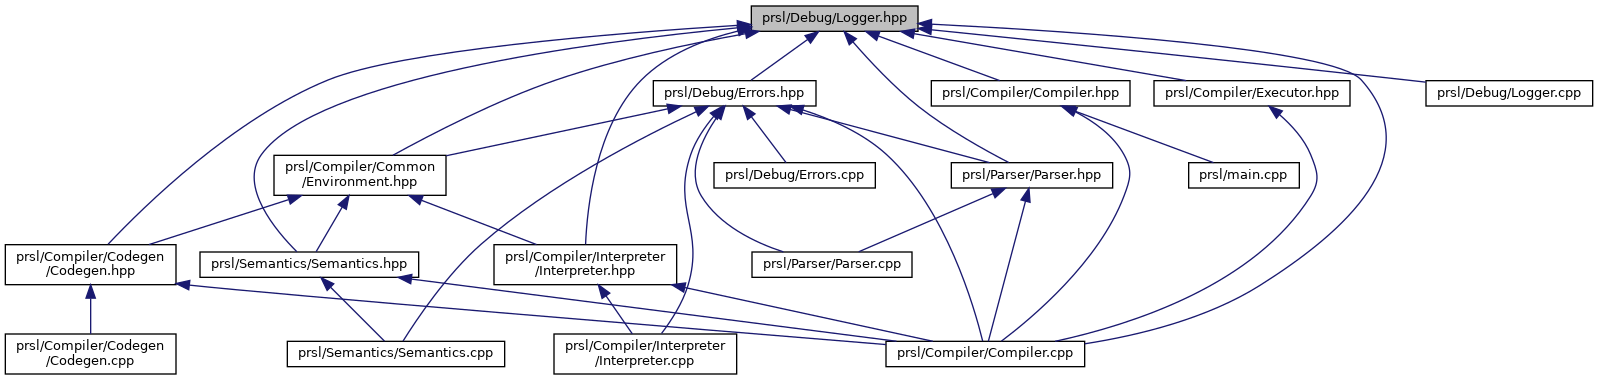 prsl/Debug/Logger.hpp
prsl/Debug/Errors.hpp
prsl/Compiler/Compiler.hpp
prsl/Compiler/Executor.hpp
prsl/Debug/Logger.cpp
prsl/Compiler/Common
/Environment.hpp
prsl/Debug/Errors.cpp
prsl/Parser/Parser.hpp
prsl/main.cpp
prsl/Compiler/Codegen
/Codegen.hpp
prsl/Semantics/Semantics.hpp
prsl/Compiler/Interpreter
/Interpreter.hpp
prsl/Parser/Parser.cpp
prsl/Compiler/Codegen
/Codegen.cpp
prsl/Semantics/Semantics.cpp
prsl/Compiler/Interpreter
/Interpreter.cpp
prsl/Compiler/Compiler.cpp